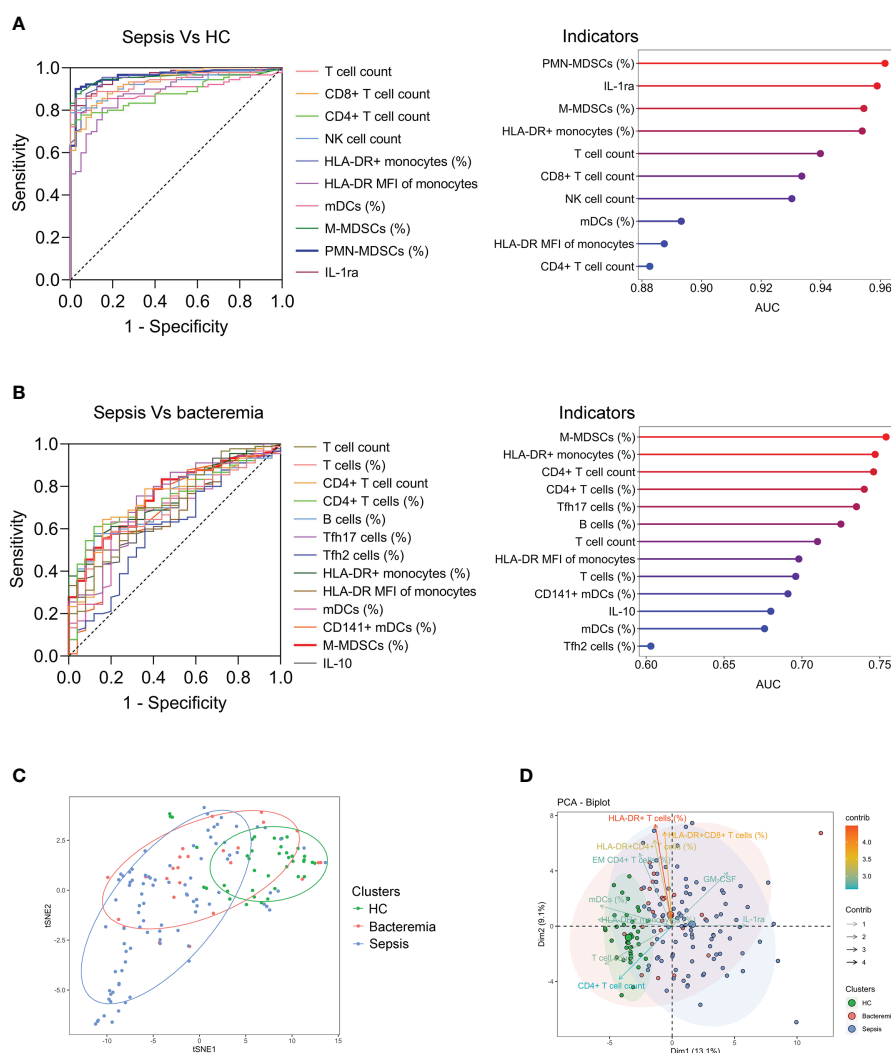 A
Sepsis Vs HC
1.0
0.8
0.6
0.4
0.2
0.0
Sensitivity
0.0 0.2 0.4 0.6 0.8 1.0
1 - Specificity
T cell count
CD8+ T cell count
CD4+ T cell count
NK cell count
HLA-DR+ monocytes (%)
HLA-DR MFI of monocytes
mDCs (%)
M-MDSCs (%)
PMN-MDSCs (%)
IL-1ra
Indicators
PMN-MDSCs (%)
IL-1ra
M-MDSCs (%)
HLA-DR+ monocytes (%)
T cell count
CD8+ T cell count
NK cell count
mDCs (%)
HLA-DR MFI of monocytes
CD4+ T cell count
0.88 0.90 0.92 0.94 0.96
AUC
B
Sepsis Vs bacteremia
1.0
0.8
0.6
0.4
0.2
0.0
Sensitivity
0.0 0.2 0.4 0.6 0.8 1.0
1 - Specificity
T cell count
T cells (%)
CD4+ T cell count
CD4+ T cells (%)
B cells (%)
Tfh17 cells (%)
Tfh2 cells (%)
HLA-DR+ monocytes (%)
HLA-DR MFI of monocytes
mDCs (%)
CD141+ mDCs (%)
M-MDSCs (%)
IL-10
Indicators
M-MDSCs (%)
HLA-DR+ monocytes (%)
CD4+ T cell count
CD4+ T cells (%)
Tfh17 cells (%)
B cells (%)
T cell count
HLA-DR MFI of monocytes
T cells (%)
CD141+ mDCs (%)
IL-10
mDCs (%)
Tfh2 cells (%)
0.60 0.65 0.70 0.75
AUC
C
2.5
0.0
-2.5
-5.0
tSNE2
-10 -5 0 5 10 15
tSNE1
Clusters
HC
Bacteremia
Sepsis
D
PCA - Biplot
8
4
0
-4
Dim2 (9.1%)
HLA-DR+ T cells (%)
HLA-DR+CD8+ T cells (%)
HLA-DR+CD4+ T cells (%)
EM CD4+ T cells (%)
GM-CSF
mDCs (%)
HLA-DR+ monocytes (%)
IL-1ra
T cell
CD4+ T cell count
-5 0 5 10
Dim1 (13.1%)
contrib
4.5
4.0
3.5
3.0
Contrib
1
2
3
4
Clusters
HC
Bacteremi
Sepsis